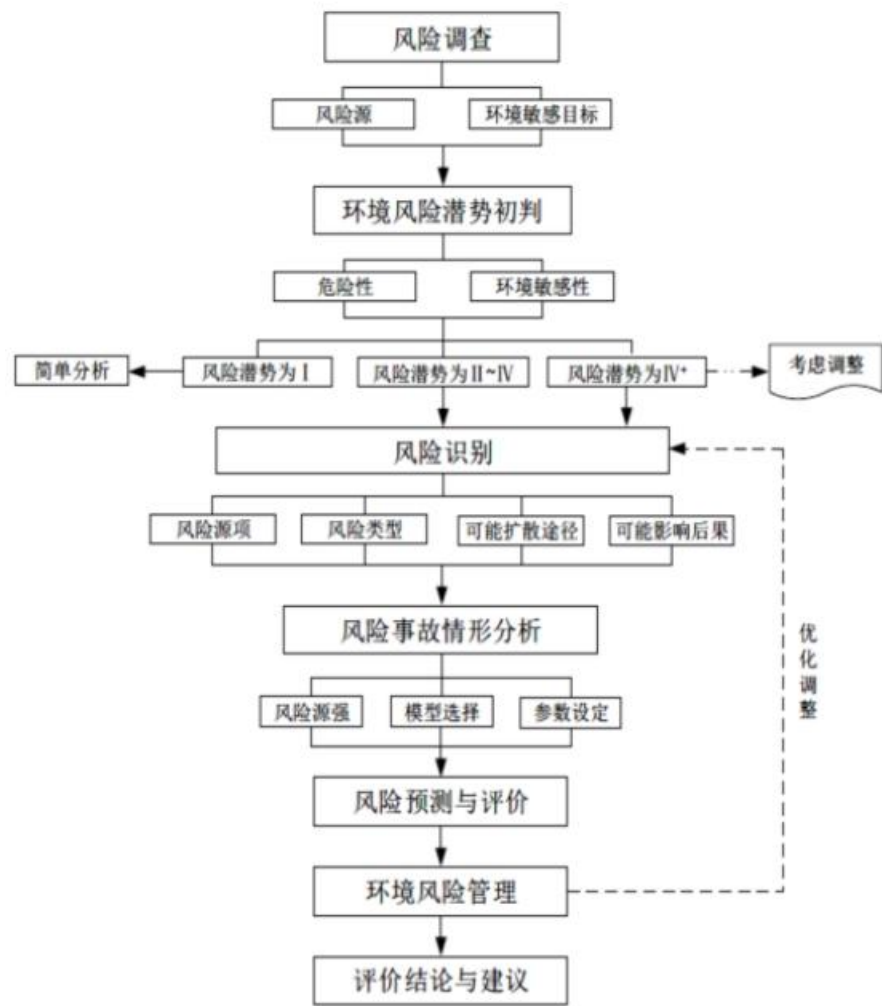 风险调查
风险源
环境敏感目标
环境风险潜势初判
危险性
环境敏感性
简单分析
风险潜势为Ⅰ
风险潜势为Ⅱ~Ⅳ
风险潜势为Ⅳ⁺
考虑调整
风险识别
风险源项
风险类型
可能扩散途径
可能影响后果
风险事故情形分析
优化调整
风险源强
模型选择
参数设定
风险预测与评价
环境风险管理
评价结论与建议